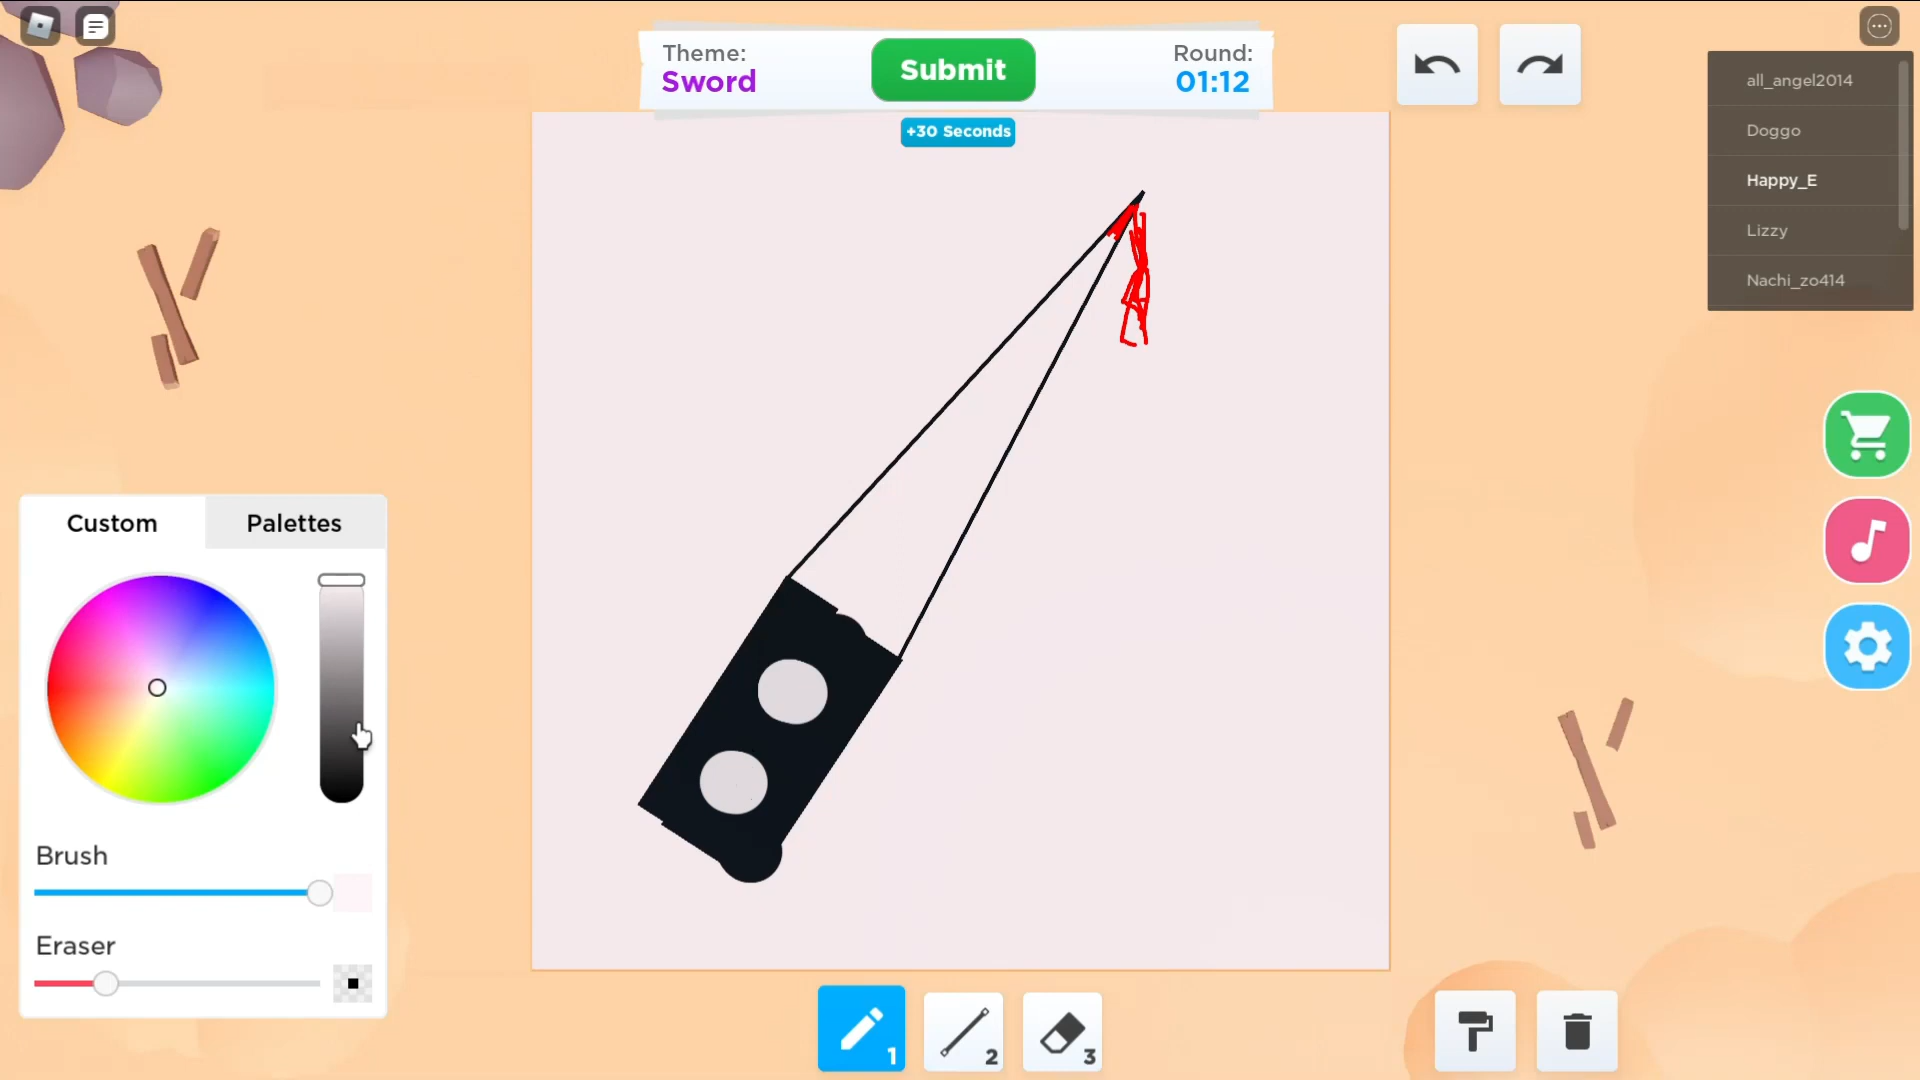 Theme:
Sword
Submit
Round:
01:12
+30 Seconds
all_angel2014
Doggo
Happy_E
Lizzy
Nachi_zo414
Custom
Palettes
Brush
Eraser
1
2
3